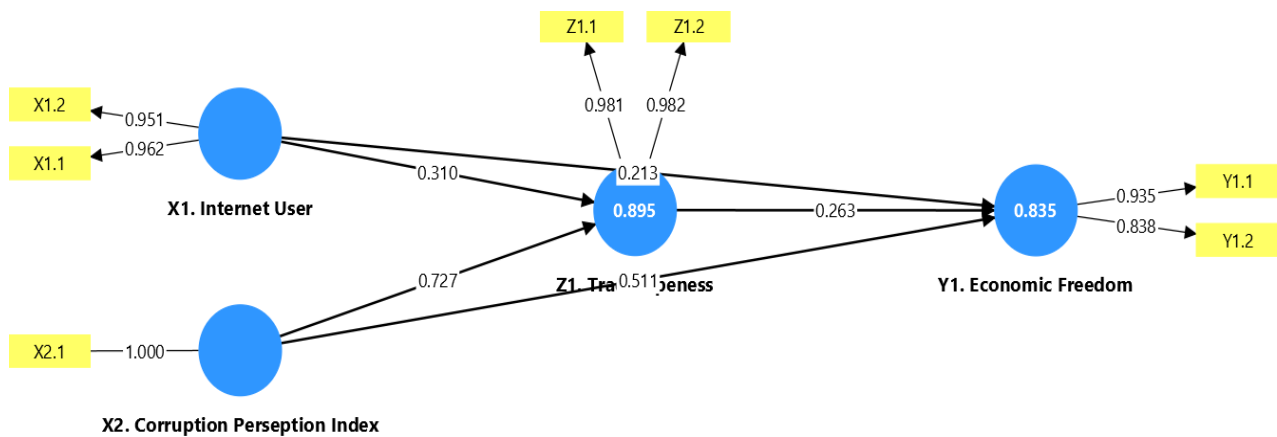 Z1.1
Z1.2
X1.2
0.951
0.981
0.982
X1.1
0.962
0.310
0.213
Y1.1
0.935
X1. Internet User
0.895
0.263
0.835
0.838
Y1.2
0.727
0.511
Z1.
Y1. Economic Freedom
X2.1
1.000
X2. Corruption Perseption Index